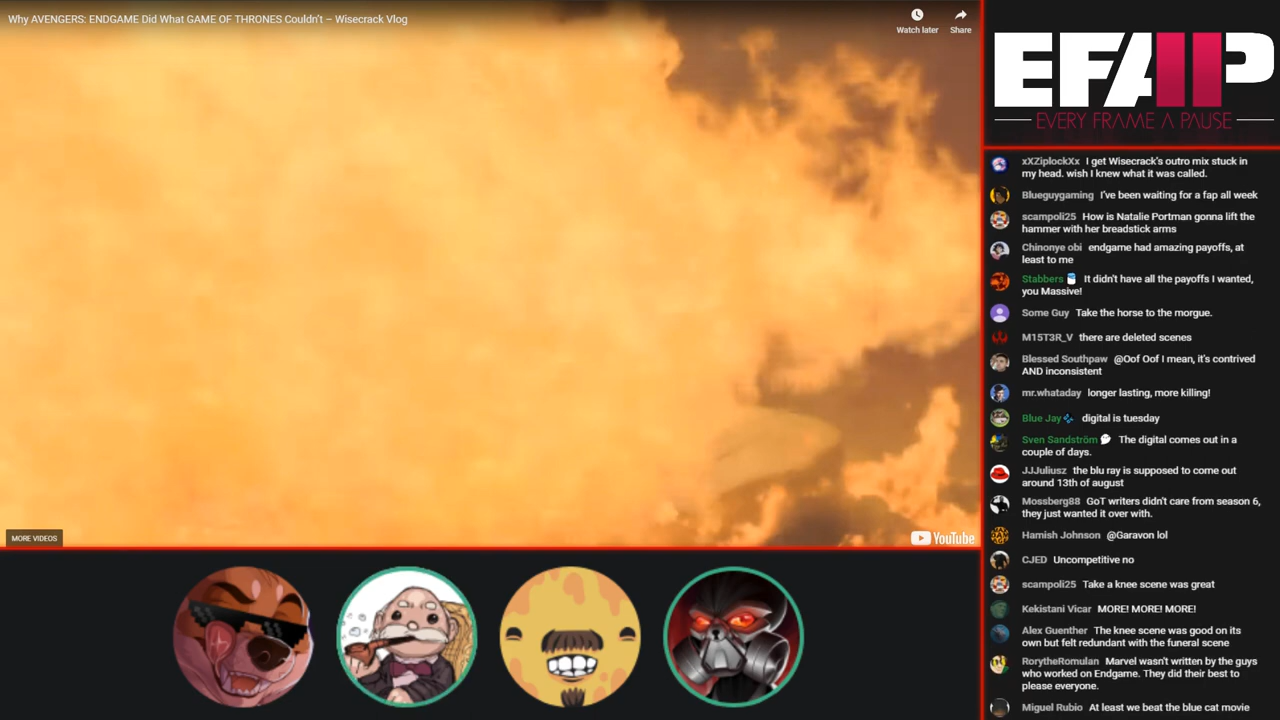 Why AVENGERS: ENDGAME Did What GAME OF THRONES Couldn't – Wisecrack Vlog
Watch later
Share
MORE VIDEOS
YouTube
EFAP
EVERY FRAME A PAUSE
xXZiplockXx I get Wisecrack's outro mix stuck in
my head. wish I knew what it was called.
Blueguygaming I've been waiting for a fap all week
scampoli25 How is Natalie Portman gonna lift the
hammer with her breadstick arms
Chinonye obi endgame had amazing payoffs, at
least to me
Stabbers It didn't have all the payoffs I wanted,
you Massive!
Some Guy Take the horse to the morgue.
M15T3R_V there are deleted scenes
Blessed Southpaw @Oof Oof I mean, it's contrived
AND inconsistent
mr.whataday longer lasting, more killing!
Blue Jay digital is tuesday
Sven Sandström The digital comes out in a
couple of days.
JJJuliusz the blu ray is supposed to come out
around 13th of august
Mossberg88 GoT writers didn't care from season 6,
they just wanted it over with.
Hamish Johnson @Garavon lol
CJED Uncompetitive no
scampoli25 Take a knee scene was great
Kekistani Vicar MORE! MORE! MORE!
Alex Guenther The knee scene was good on its
own but felt redundant with the funeral scene
RorytheRomulan Marvel wasn't written by the guys
who worked on Endgame. They did their best to
please everyone.
Miguel Rubio At least we beat the blue cat movie